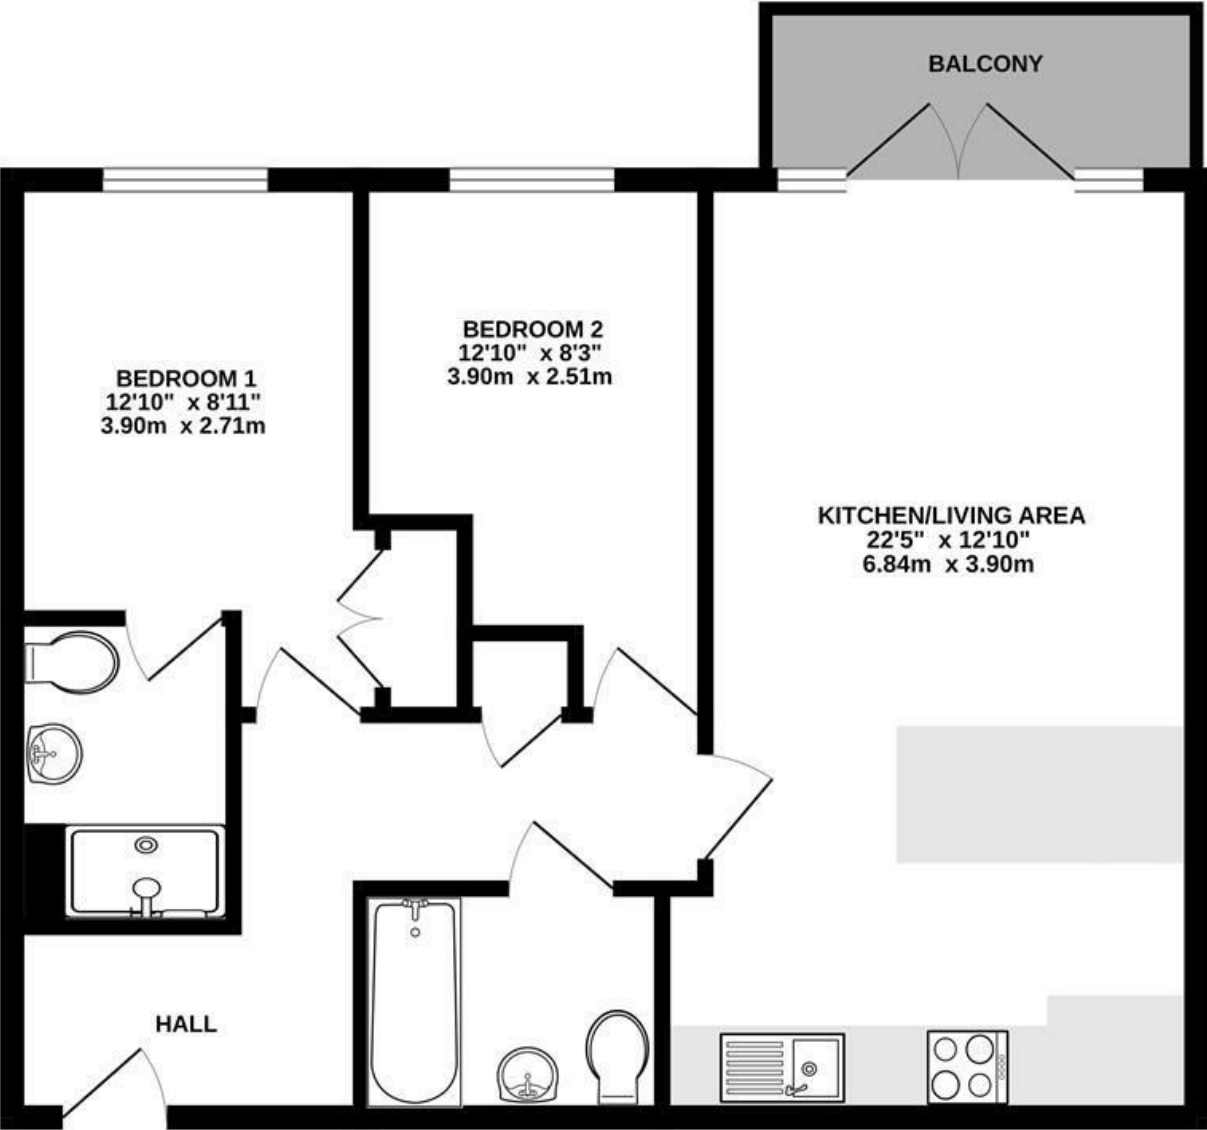 BALCONY
BEDROOM 2
12'10" x 8'3"
3.90m x 2.51m
BEDROOM 1
12'10" x 8'11"
3.90m x 2.71m
KITCHEN/LIVING AREA
22'5" x 12'10"
6.84m x 3.90m
HALL